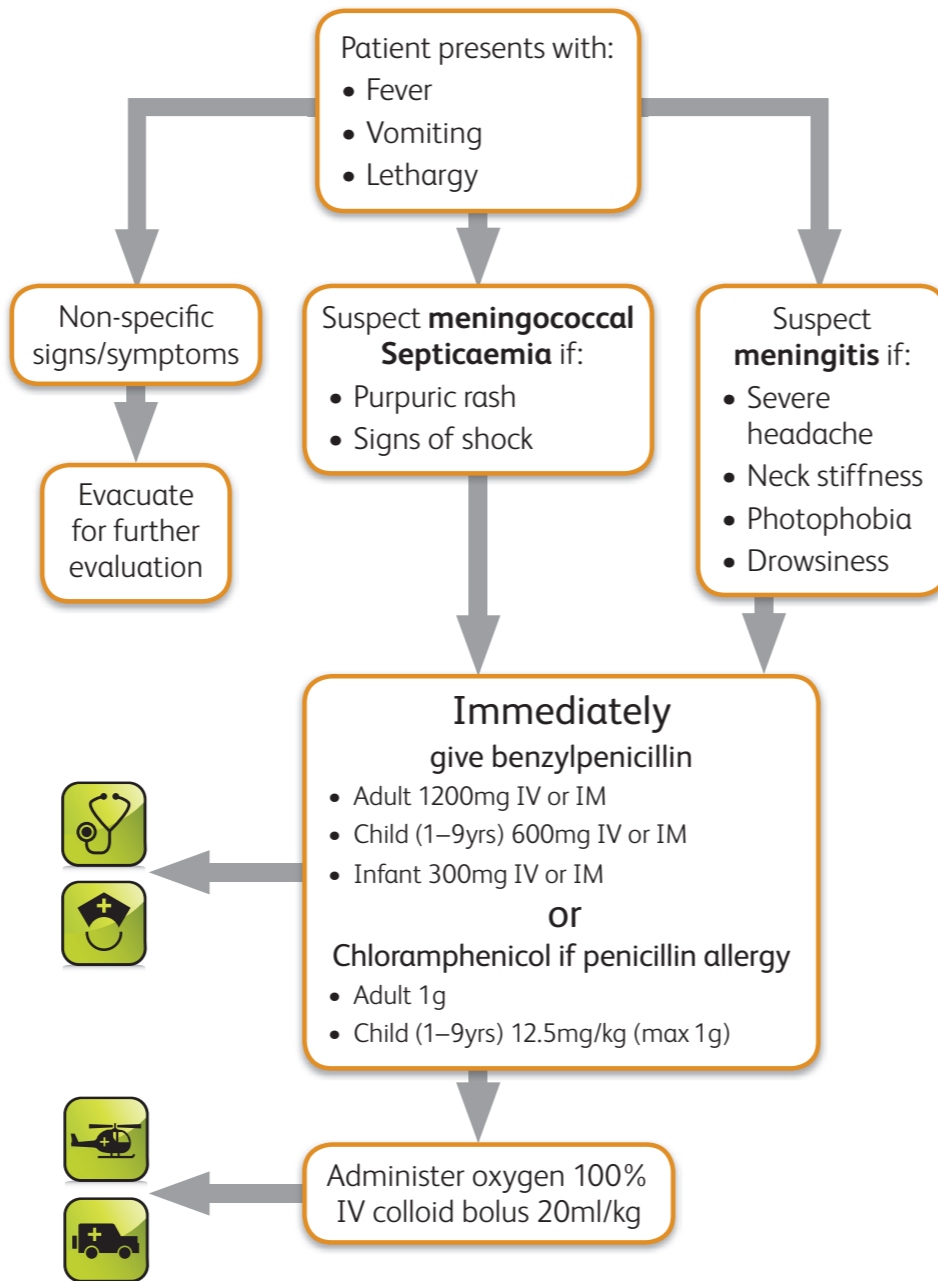 Patient presents with:
• Fever
• Vomiting
• Lethargy
Non-specific
signs/symptoms
Evacuate
for further
evaluation
Suspect meningococcal
Septicaemia if:
• Purpuric rash
• Signs of shock
Suspect
meningitis if:
• Severe
headache
• Neck stiffness
• Photophobia
• Drowsiness
Immediately
give benzylpenicillin
• Adult 1200mg IV or IM
• Child (1–9yrs) 600mg IV or IM
• Infant 300mg IV or IM
or
Chloramphenicol if penicillin allergy
• Adult 1g
• Child (1–9yrs) 12.5mg/kg (max 1g)
Administer oxygen 100%
IV colloid bolus 20ml/kg